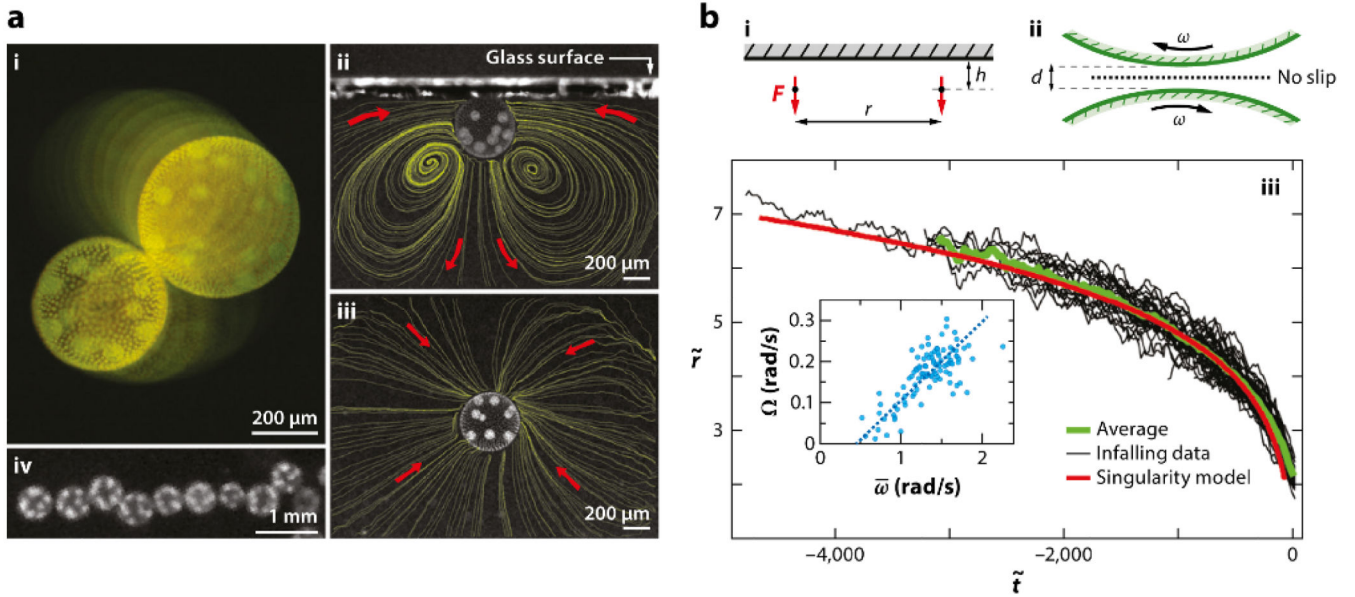 a
i
200 μm
ii
Glass surface
200 μm
iii
200 μm
iv
1 mm
b
i
h
F
r
ii
ω
d
No slip
ω
iii
7
5
3
r̃
0.3
0.2
0.1
0
Ω (rad/s)
0 1 2
ω̅ (rad/s)
Average
Infalling data
Singularity model
−4,000 −2,000 0
t̃